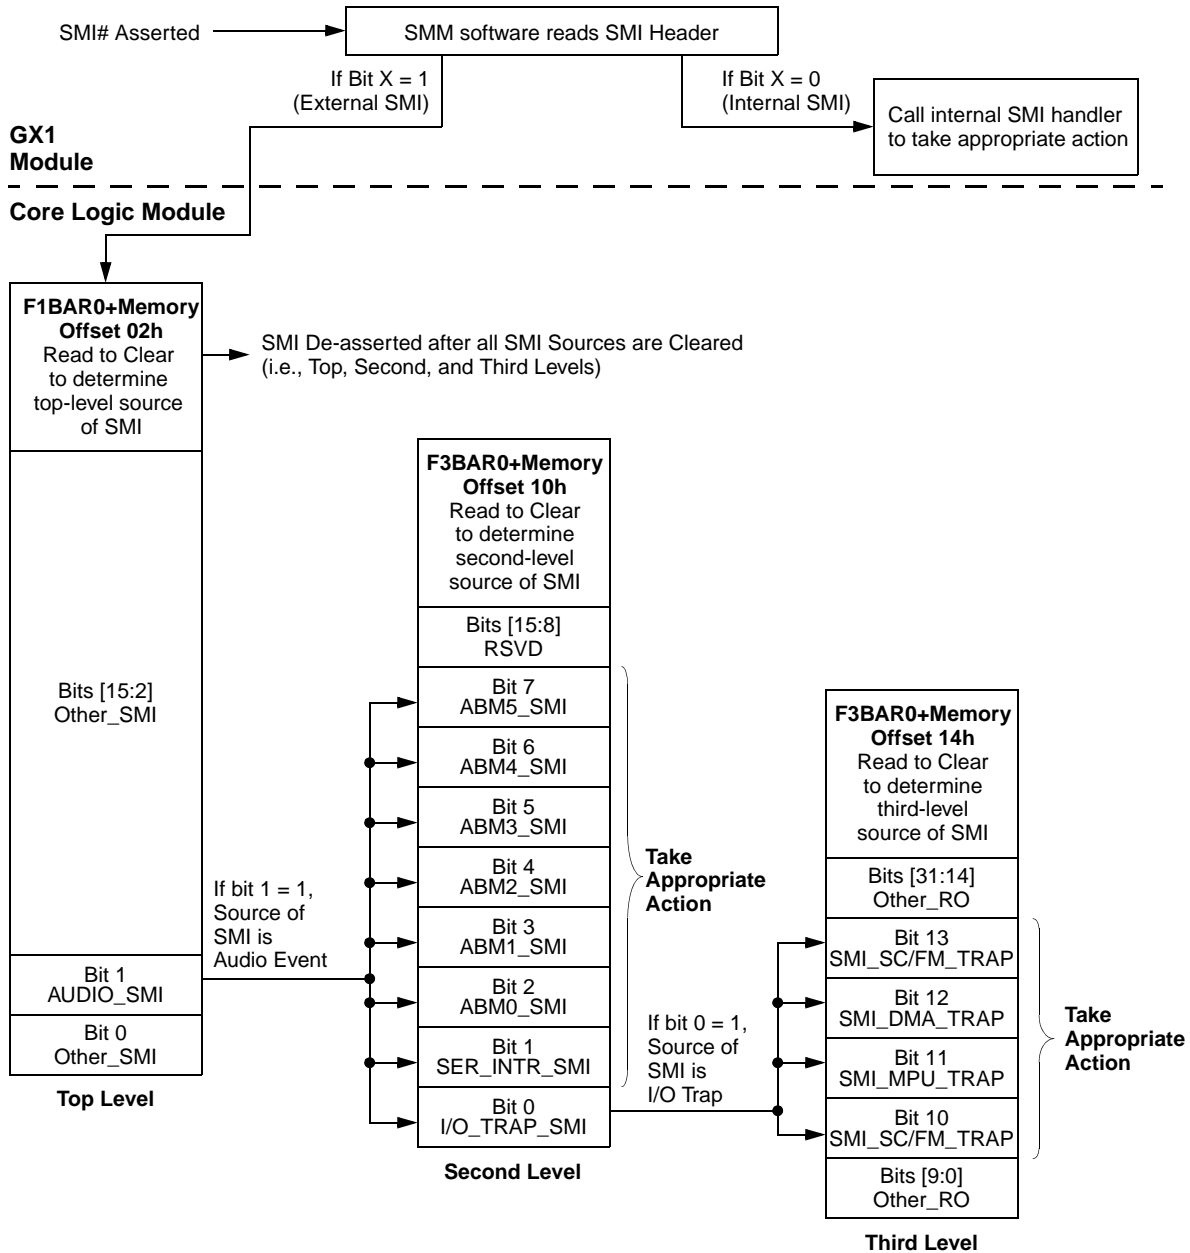 SMI# Asserted
SMM software reads SMI Header
If Bit X = 1
(External SMI)
If Bit X = 0
(Internal SMI)
Call internal SMI handler
to take appropriate action
GX1
Module
Core Logic Module
F1BAR0+Memory
Offset 02h
Read to Clear
to determine
top-level source
of SMI
SMI De-asserted after all SMI Sources are Cleared
(i.e., Top, Second, and Third Levels)
Bits [15:2]
Other_SMI
Bit 1
AUDIO_SMI
Bit 0
Other_SMI
Top Level
If bit 1 = 1,
Source of
SMI is
Audio Event
F3BAR0+Memory
Offset 10h
Read to Clear
to determine
second-level
source of SMI
Bits [15:8]
RSVD
Bit 7
ABM5_SMI
Bit 6
ABM4_SMI
Bit 5
ABM3_SMI
Bit 4
ABM2_SMI
Bit 3
ABM1_SMI
Bit 2
ABM0_SMI
Bit 1
SER_INTR_SMI
Bit 0
I/O_TRAP_SMI
Second Level
Take
Appropriate
Action
If bit 0 = 1,
Source of
SMI is
I/O Trap
F3BAR0+Memory
Offset 14h
Read to Clear
to determine
third-level
source of SMI
Bits [31:14]
Other_RO
Bit 13
SMI_SC/FM_TRAP
Bit 12
SMI_DMA_TRAP
Bit 11
SMI_MPU_TRAP
Bit 10
SMI_SC/FM_TRAP
Bits [9:0]
Other_RO
Third Level
Take
Appropriate
Action